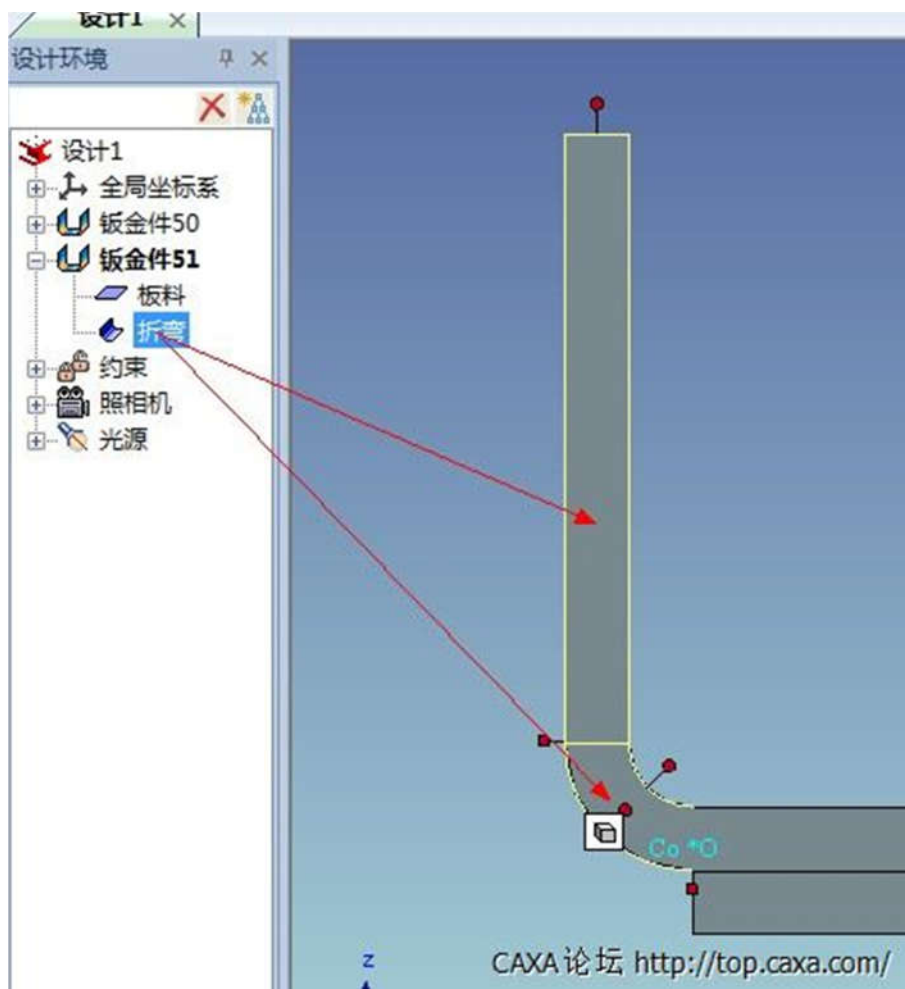 设计1
设计环境
设计1
全局坐标系
钣金件50
钣金件51
板料
折弯
约束
照相机
光源
Co *O
z
CAXA论坛 http://top.caxa.com/